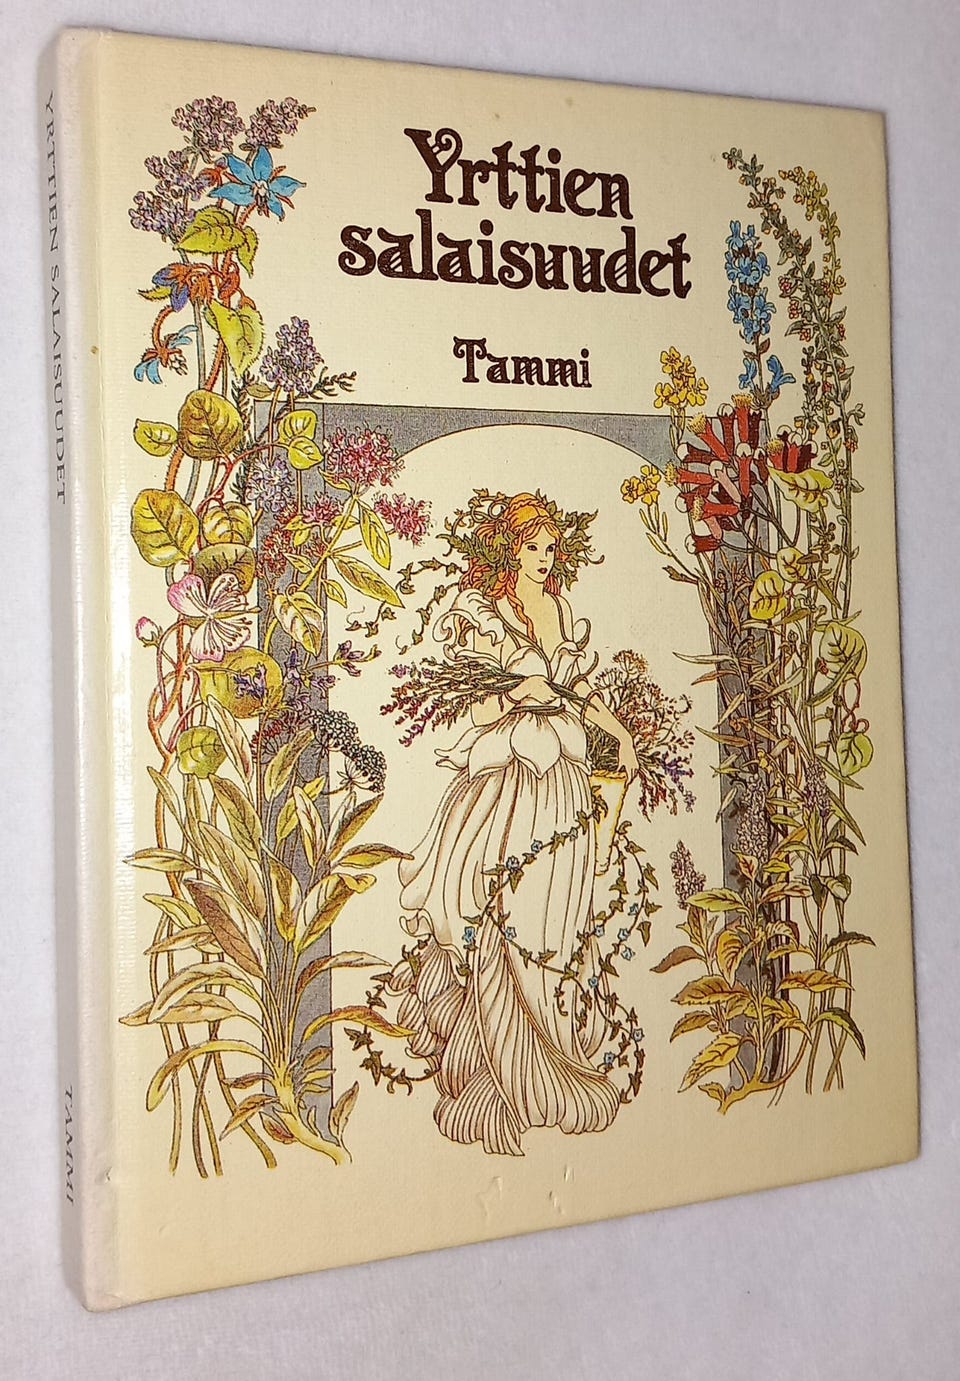 Yrttien
salaisuudet
Tammi
YRTTIEN SALAISUUDET
TAMMI